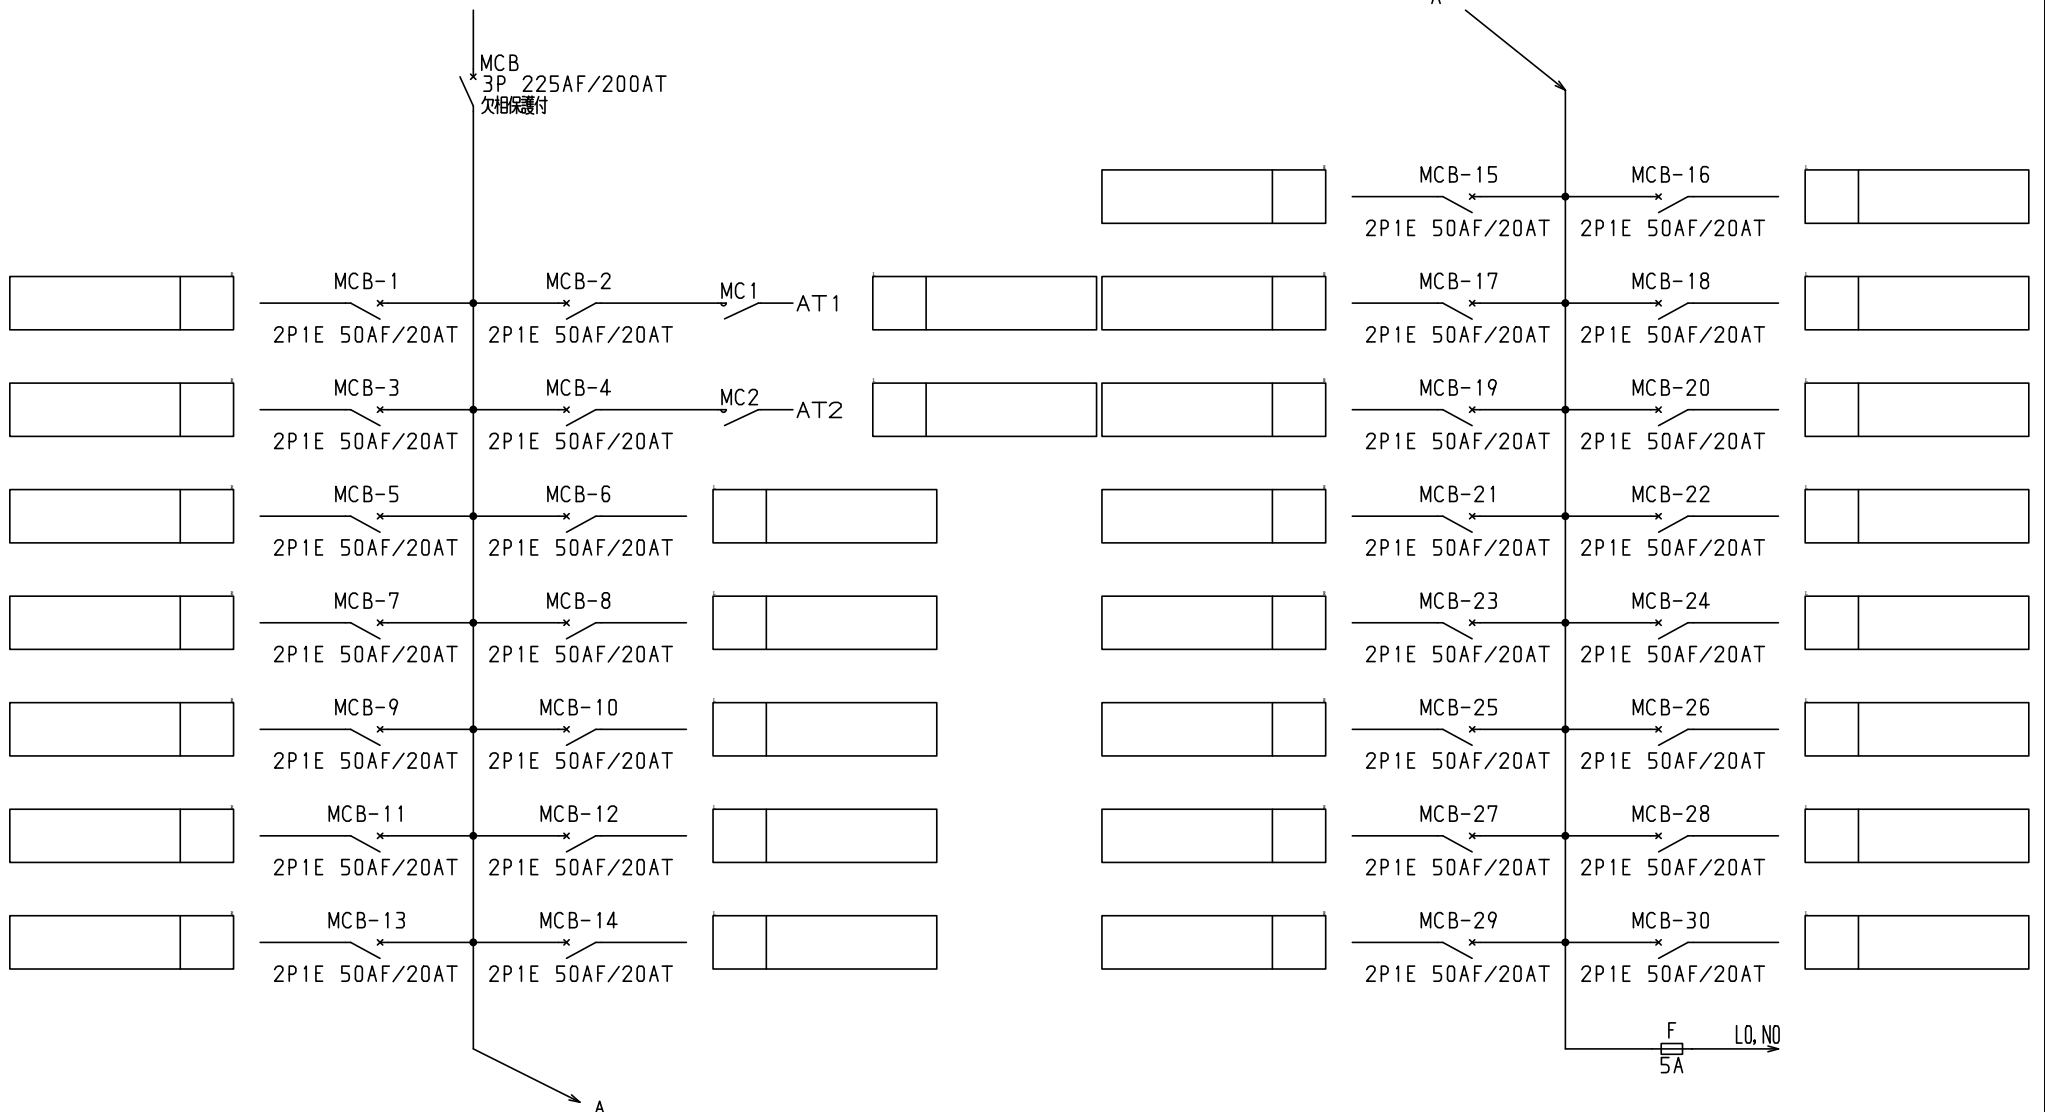 MCB
3P 225AF/200AT
欠相保護付
MCB-1
2P1E 50AF/20AT
MCB-2
2P1E 50AF/20AT
MC1
AT1
MCB-3
2P1E 50AF/20AT
MCB-4
2P1E 50AF/20AT
MC2
AT2
MCB-5
2P1E 50AF/20AT
MCB-6
2P1E 50AF/20AT
MCB-7
2P1E 50AF/20AT
MCB-8
2P1E 50AF/20AT
MCB-9
2P1E 50AF/20AT
MCB-10
2P1E 50AF/20AT
MCB-11
2P1E 50AF/20AT
MCB-12
2P1E 50AF/20AT
MCB-13
2P1E 50AF/20AT
MCB-14
2P1E 50AF/20AT
A
A
MCB-15
2P1E 50AF/20AT
MCB-16
2P1E 50AF/20AT
MCB-17
2P1E 50AF/20AT
MCB-18
2P1E 50AF/20AT
MCB-19
2P1E 50AF/20AT
MCB-20
2P1E 50AF/20AT
MCB-21
2P1E 50AF/20AT
MCB-22
2P1E 50AF/20AT
MCB-23
2P1E 50AF/20AT
MCB-24
2P1E 50AF/20AT
MCB-25
2P1E 50AF/20AT
MCB-26
2P1E 50AF/20AT
MCB-27
2P1E 50AF/20AT
MCB-28
2P1E 50AF/20AT
MCB-29
2P1E 50AF/20AT
MCB-30
2P1E 50AF/20AT
F
5A
L0,N0